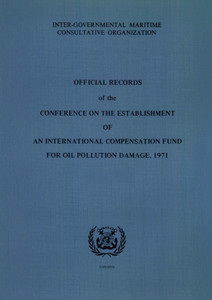 INTER-GOVERNMENTAL MARITIME
CONSULTATIVE ORGANIZATION
OFFICIAL RECORDS
of the
CONFERENCE ON THE ESTABLISHMENT
OF
AN INTERNATIONAL COMPENSATION FUND
FOR OIL POLLUTION DAMAGE, 1971